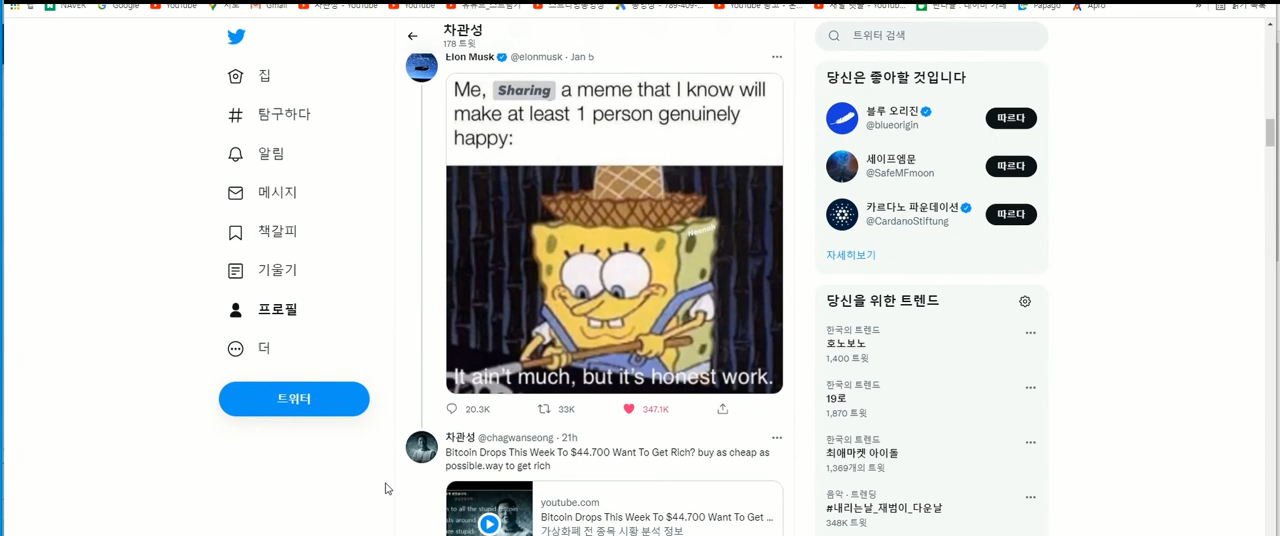 NAVER
Google
YouTube
Gmail
YouTube
YouTube
Papago
Apro
읽기 목록
차관성
178 트윗
트위터 검색
집
탐구하다
알림
메시지
책갈피
기울기
프로필
더
트위터
Elon Musk @elonmusk · Jan 5
Me, Sharing a meme that I know will
make at least 1 person genuinely
happy:
It ain't much, but it's honest work.
20.3K 33K 347.1K
차관성 @chagwanseong · 21h
Bitcoin Drops This Week To $44.700 Want To Get Rich? buy as cheap as
possible.way to get rich
youtube.com
Bitcoin Drops This Week To $44.700 Want To Get ...
가상화폐 전 종목 시황 분석 정보
당신은 좋아할 것입니다
블루 오리진
@blueorigin
따르다
세이프엠문
@SafeMFmoon
따르다
카르다노 파운데이션
@CardanoStiftung
따르다
자세히보기
당신을 위한 트렌드
한국의 트렌드
호노보노
1,400 트윗
한국의 트렌드
19로
1,870 트윗
한국의 트렌드
최애마켓 아이돌
1,369개의 트윗
음악 · 트렌딩
#내리는날_재범이_다운날
348K 트윗